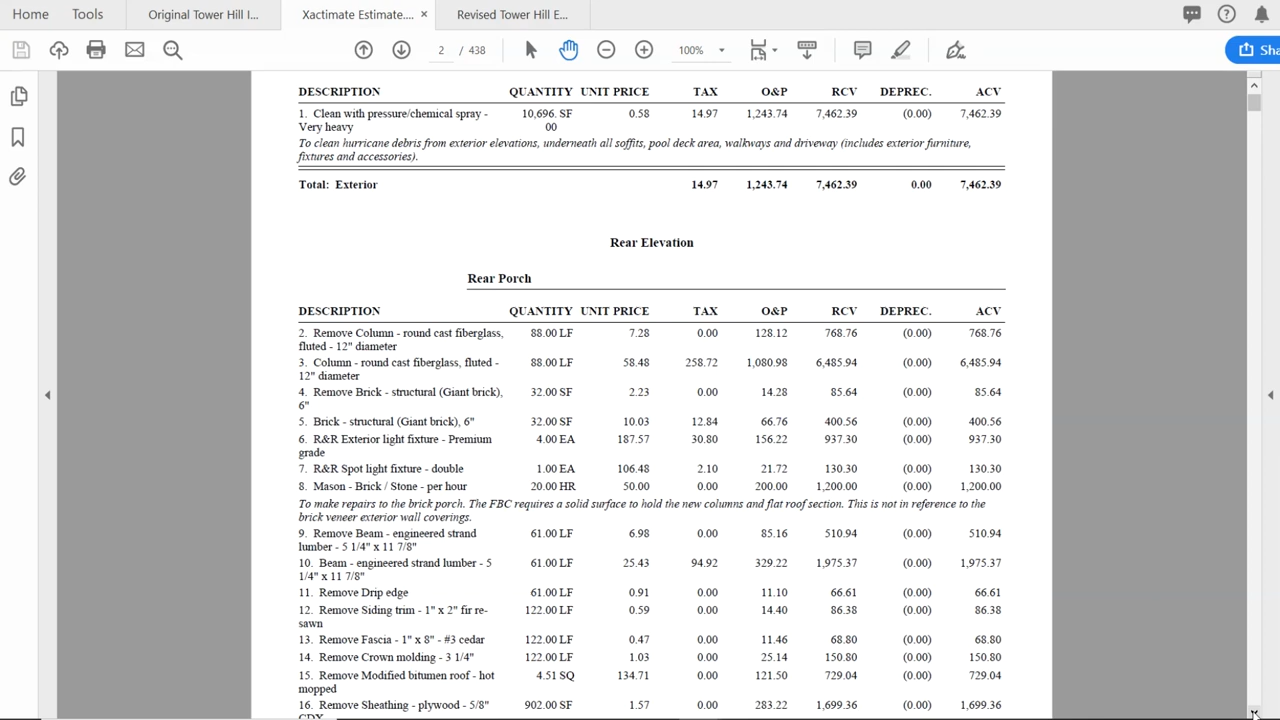 Home Tools Original Tower Hill I... Xactimate Estimate.... × Revised Tower Hill E...
2 / 438 100% Sha
DESCRIPTION QUANTITY UNIT PRICE TAX O&P RCV DEPREC. ACV
1. Clean with pressure/chemical spray - 10,696. SF 0.58 14.97 1,243.74 7,462.39 (0.00) 7,462.39
Very heavy 00
To clean hurricane debris from exterior elevations, underneath all soffits, pool deck area, walkways and driveway (includes exterior furniture,
fixtures and accessories).
Total: Exterior 14.97 1,243.74 7,462.39 0.00 7,462.39
Rear Elevation
Rear Porch
DESCRIPTION QUANTITY UNIT PRICE TAX O&P RCV DEPREC. ACV
2. Remove Column - round cast fiberglass, 88.00 LF 7.28 0.00 128.12 768.76 (0.00) 768.76
fluted - 12" diameter
3. Column - round cast fiberglass, fluted - 88.00 LF 58.48 258.72 1,080.98 6,485.94 (0.00) 6,485.94
12" diameter
4. Remove Brick - structural (Giant brick), 32.00 SF 2.23 0.00 14.28 85.64 (0.00) 85.64
6"
5. Brick - structural (Giant brick), 6" 32.00 SF 10.03 12.84 66.76 400.56 (0.00) 400.56
6. R&R Exterior light fixture - Premium 4.00 EA 187.57 30.80 156.22 937.30 (0.00) 937.30
grade
7. R&R Spot light fixture - double 1.00 EA 106.48 2.10 21.72 130.30 (0.00) 130.30
8. Mason - Brick / Stone - per hour 20.00 HR 50.00 0.00 200.00 1,200.00 (0.00) 1,200.00
To make repairs to the brick porch. The FBC requires a solid surface to hold the new columns and flat roof section. This is not in reference to the
brick veneer exterior wall coverings.
9. Remove Beam - engineered strand 61.00 LF 6.98 0.00 85.16 510.94 (0.00) 510.94
lumber - 5 1/4" x 11 7/8"
10. Beam - engineered strand lumber - 5 61.00 LF 25.43 94.92 329.22 1,975.37 (0.00) 1,975.37
1/4" x 11 7/8"
11. Remove Drip edge 61.00 LF 0.91 0.00 11.10 66.61 (0.00) 66.61
12. Remove Siding trim - 1" x 2" fir re- 122.00 LF 0.59 0.00 14.40 86.38 (0.00) 86.38
sawn
13. Remove Fascia - 1" x 8" - #3 cedar 122.00 LF 0.47 0.00 11.46 68.80 (0.00) 68.80
14. Remove Crown molding - 3 1/4" 122.00 LF 1.03 0.00 25.14 150.80 (0.00) 150.80
15. Remove Modified bitumen roof - hot 4.51 SQ 134.71 0.00 121.50 729.04 (0.00) 729.04
mopped
16. Remove Sheathing - plywood - 5/8" 902.00 SF 1.57 0.00 283.22 1,699.36 (0.00) 1,699.36
CDX